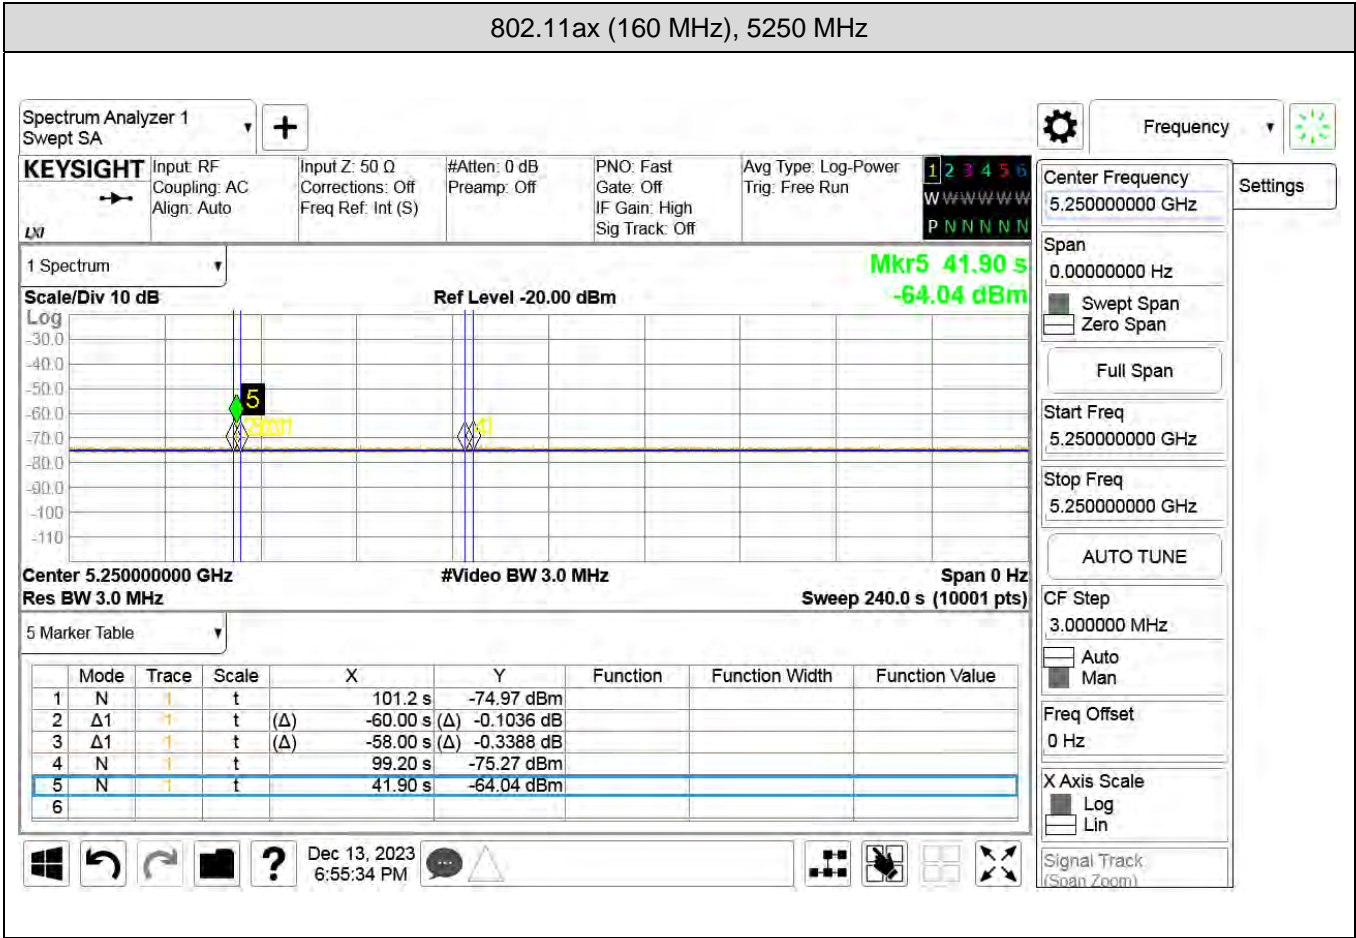 802.11ax (160 MHz), 5250 MHz
Spectrum Analyzer 1
Swept SA
+
Frequency
KEYSIGHT
LXI
Input: RF
Coupling: AC
Align: Auto
Input Z: 50 Ω
Corrections: Off
Freq Ref: Int (S)
#Atten: 0 dB
Preamp: Off
PNO: Fast
Gate: Off
IF Gain: High
Sig Track: Off
Avg Type: Log-Power
Trig: Free Run
1 2 3 4 5 6
W W W W W W
P N N N N N
1 Spectrum
Mkr5 41.90 s
-64.04 dBm
Scale/Div 10 dB
Ref Level -20.00 dBm
Log
-30.0
-40.0
-50.0
-60.0
-70.0
-80.0
-90.0
-100
-110
5
Center 5.250000000 GHz
#Video BW 3.0 MHz
Span 0 Hz
Res BW 3.0 MHz
Sweep 240.0 s (10001 pts)
5 Marker Table
Mode Trace Scale X Y Function Function Width Function Value
1 N 1 t 101.2 s -74.97 dBm
2 Δ1 1 t (Δ) -60.00 s (Δ) -0.1036 dB
3 Δ1 1 t (Δ) -58.00 s (Δ) -0.3388 dB
4 N 1 t 99.20 s -75.27 dBm
5 N 1 t 41.90 s -64.04 dBm
6
?
Dec 13, 2023
6:55:34 PM
Settings
Center Frequency
5.250000000 GHz
Span
0.00000000 Hz
Swept Span
Zero Span
Full Span
Start Freq
5.250000000 GHz
Stop Freq
5.250000000 GHz
AUTO TUNE
CF Step
3.000000 MHz
Auto
Man
Freq Offset
0 Hz
X Axis Scale
Log
Lin
Signal Track
(Span Zoom)